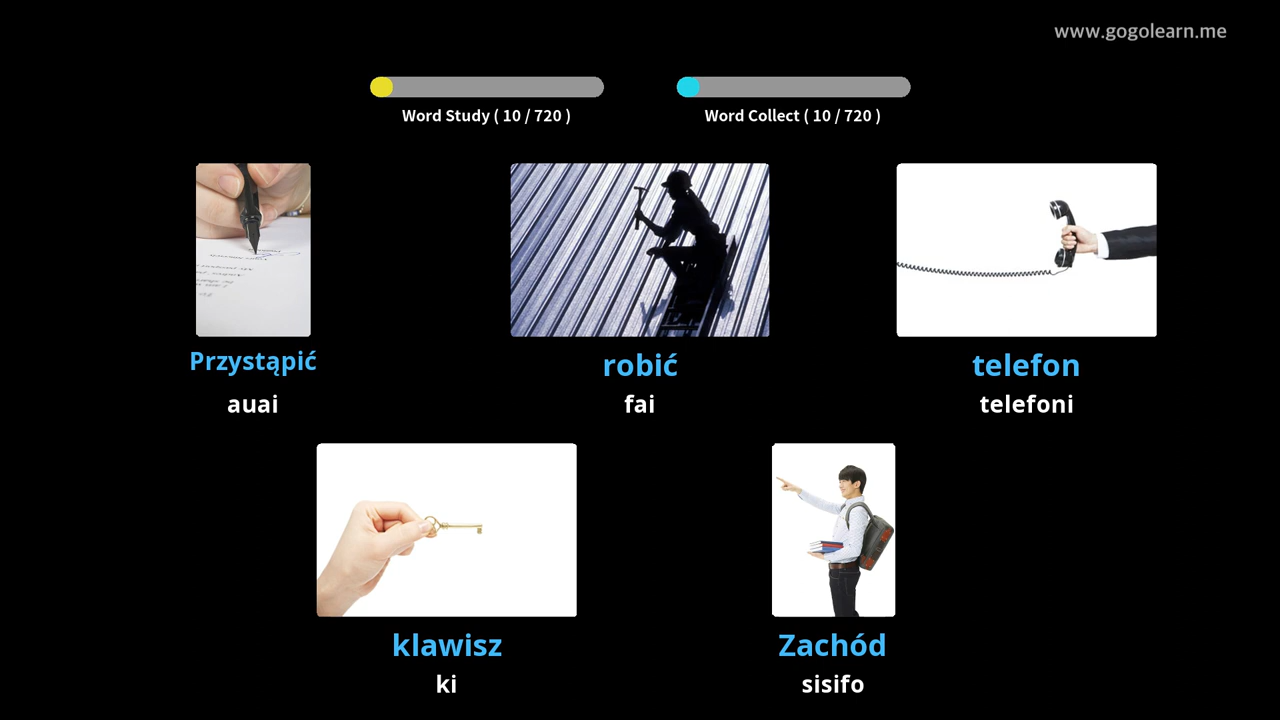 www.gogolearn.me
Word Study ( 10 / 720 )
Word Collect ( 10 / 720 )
Przystąpić
auai
robić
fai
telefon
telefoni
klawisz
ki
Zachód
sisifo